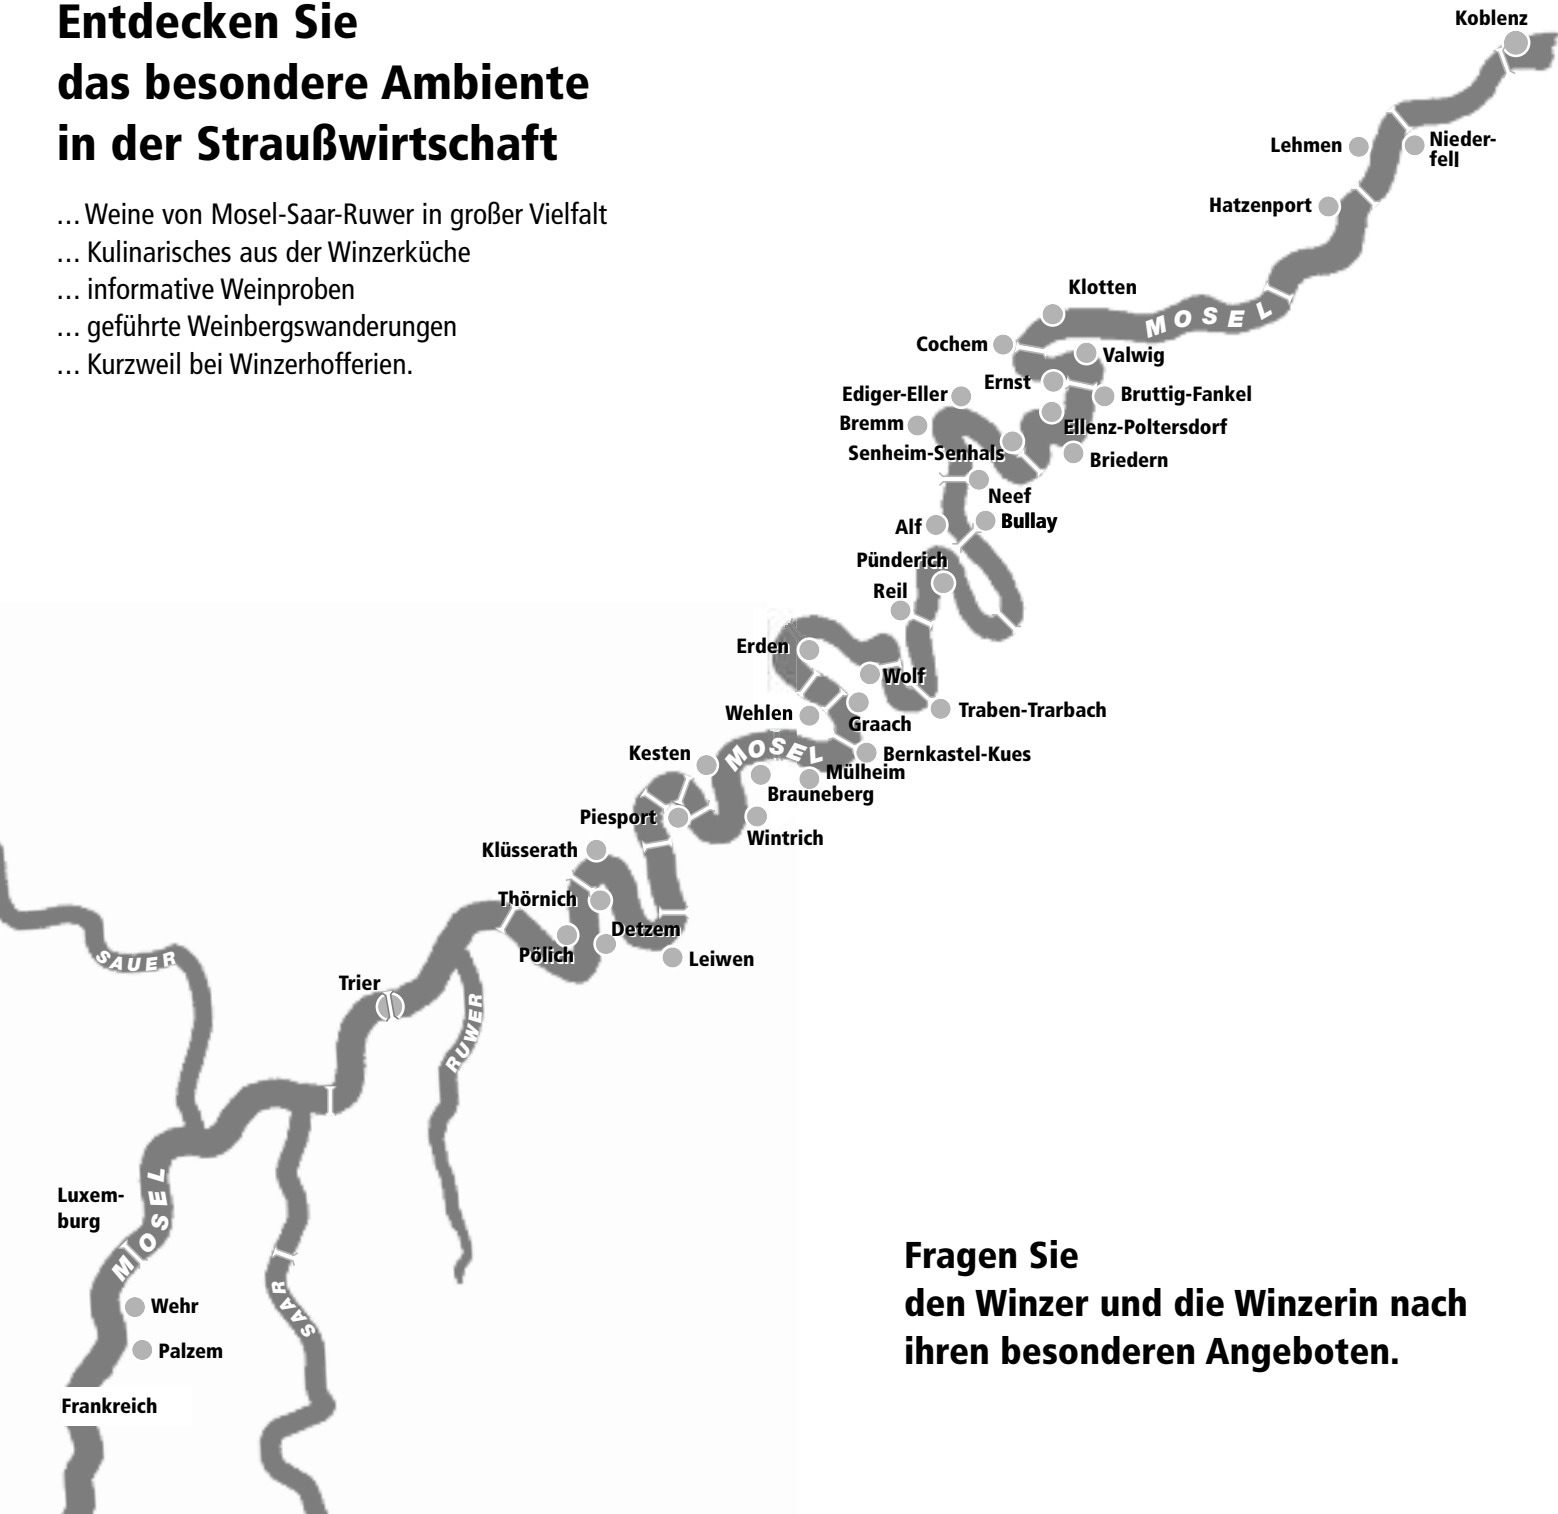 Entdecken Sie
das besondere Ambiente
in der Straußwirtschaft
… Weine von Mosel-Saar-Ruwer in großer Vielfalt
… Kulinarisches aus der Winzerküche
… informative Weinproben
… geführte Weinbergswanderungen
… Kurzweil bei Winzerhofferien.
Koblenz
Lehmen
Nieder-
fell
Hatzenport
Klotten
MOSEL
Cochem
Valwig
Ernst
Ediger-Eller
Bruttig-Fankel
Bremm
Ellenz-Poltersdorf
Senheim-Senhals
Briedern
Neef
Alf
Bullay
Pünderich
Reil
Erden
Wolf
Traben-Trarbach
Wehlen
Graach
Kesten
MOSEL
Bernkastel-Kues
Mülheim
Brauneberg
Piesport
Wintrich
Klüsserath
Thörnich
Detzem
Pölich
Leiwen
SAUER
Trier
RUWER
Luxem-
burg
MOSEL
SAAR
Wehr
Palzem
Frankreich
Fragen Sie
den Winzer und die Winzerin nach
ihren besonderen Angeboten.